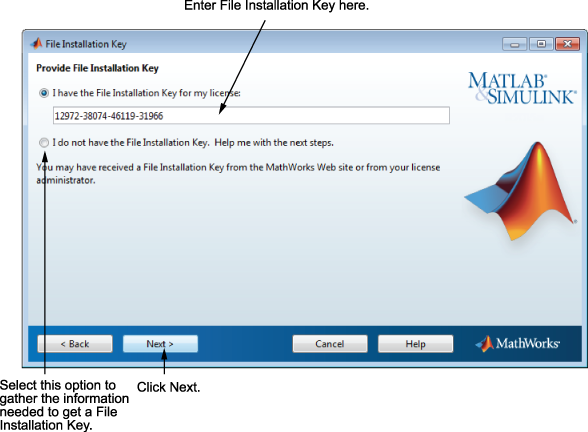 Enter File Installation Key here.
File Installation Key
Provide File Installation Key
I have the File Installation Key for my license:
12972-38074-46119-31966
I do not have the File Installation Key. Help me with the next steps.
You may have received a File Installation Key from the MathWorks Web site or from your license
administrator.
MATLAB®
&SIMULINK®
< Back
Next >
Cancel
Help
MathWorks®
Select this option to
gather the information
needed to get a File
Installation Key.
Click Next.